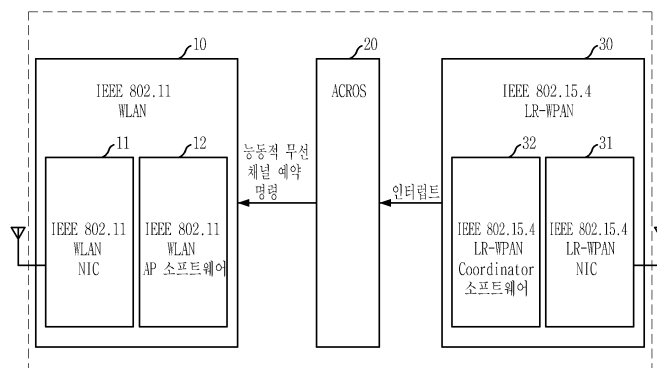 10
20
30
IEEE 802.11
WLAN
ACROS
IEEE 802.15.4
LR-WPAN
11
12
32
31
능동적 무선
채널 예약
명령
인터럽트
IEEE 802.11
WLAN
NIC
IEEE 802.11
WLAN
AP 소프트웨어
IEEE 802.15.4
LR-WPAN
Coordinator
소프트웨어
IEEE 802.15.4
LR-WPAN
NIC